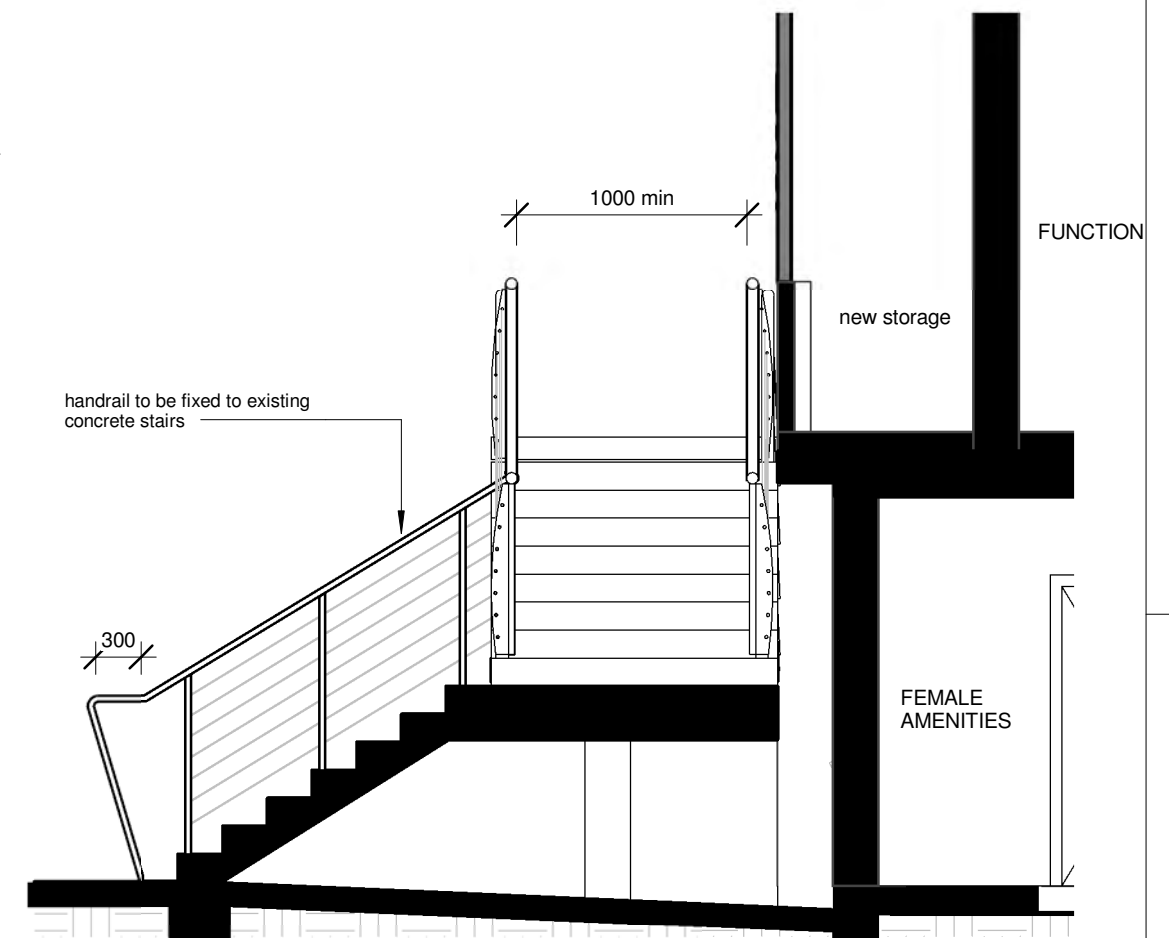 1000 min
FUNCTION
new storage
handrail to be fixed to existing
concrete stairs
300
FEMALE
AMENITIES